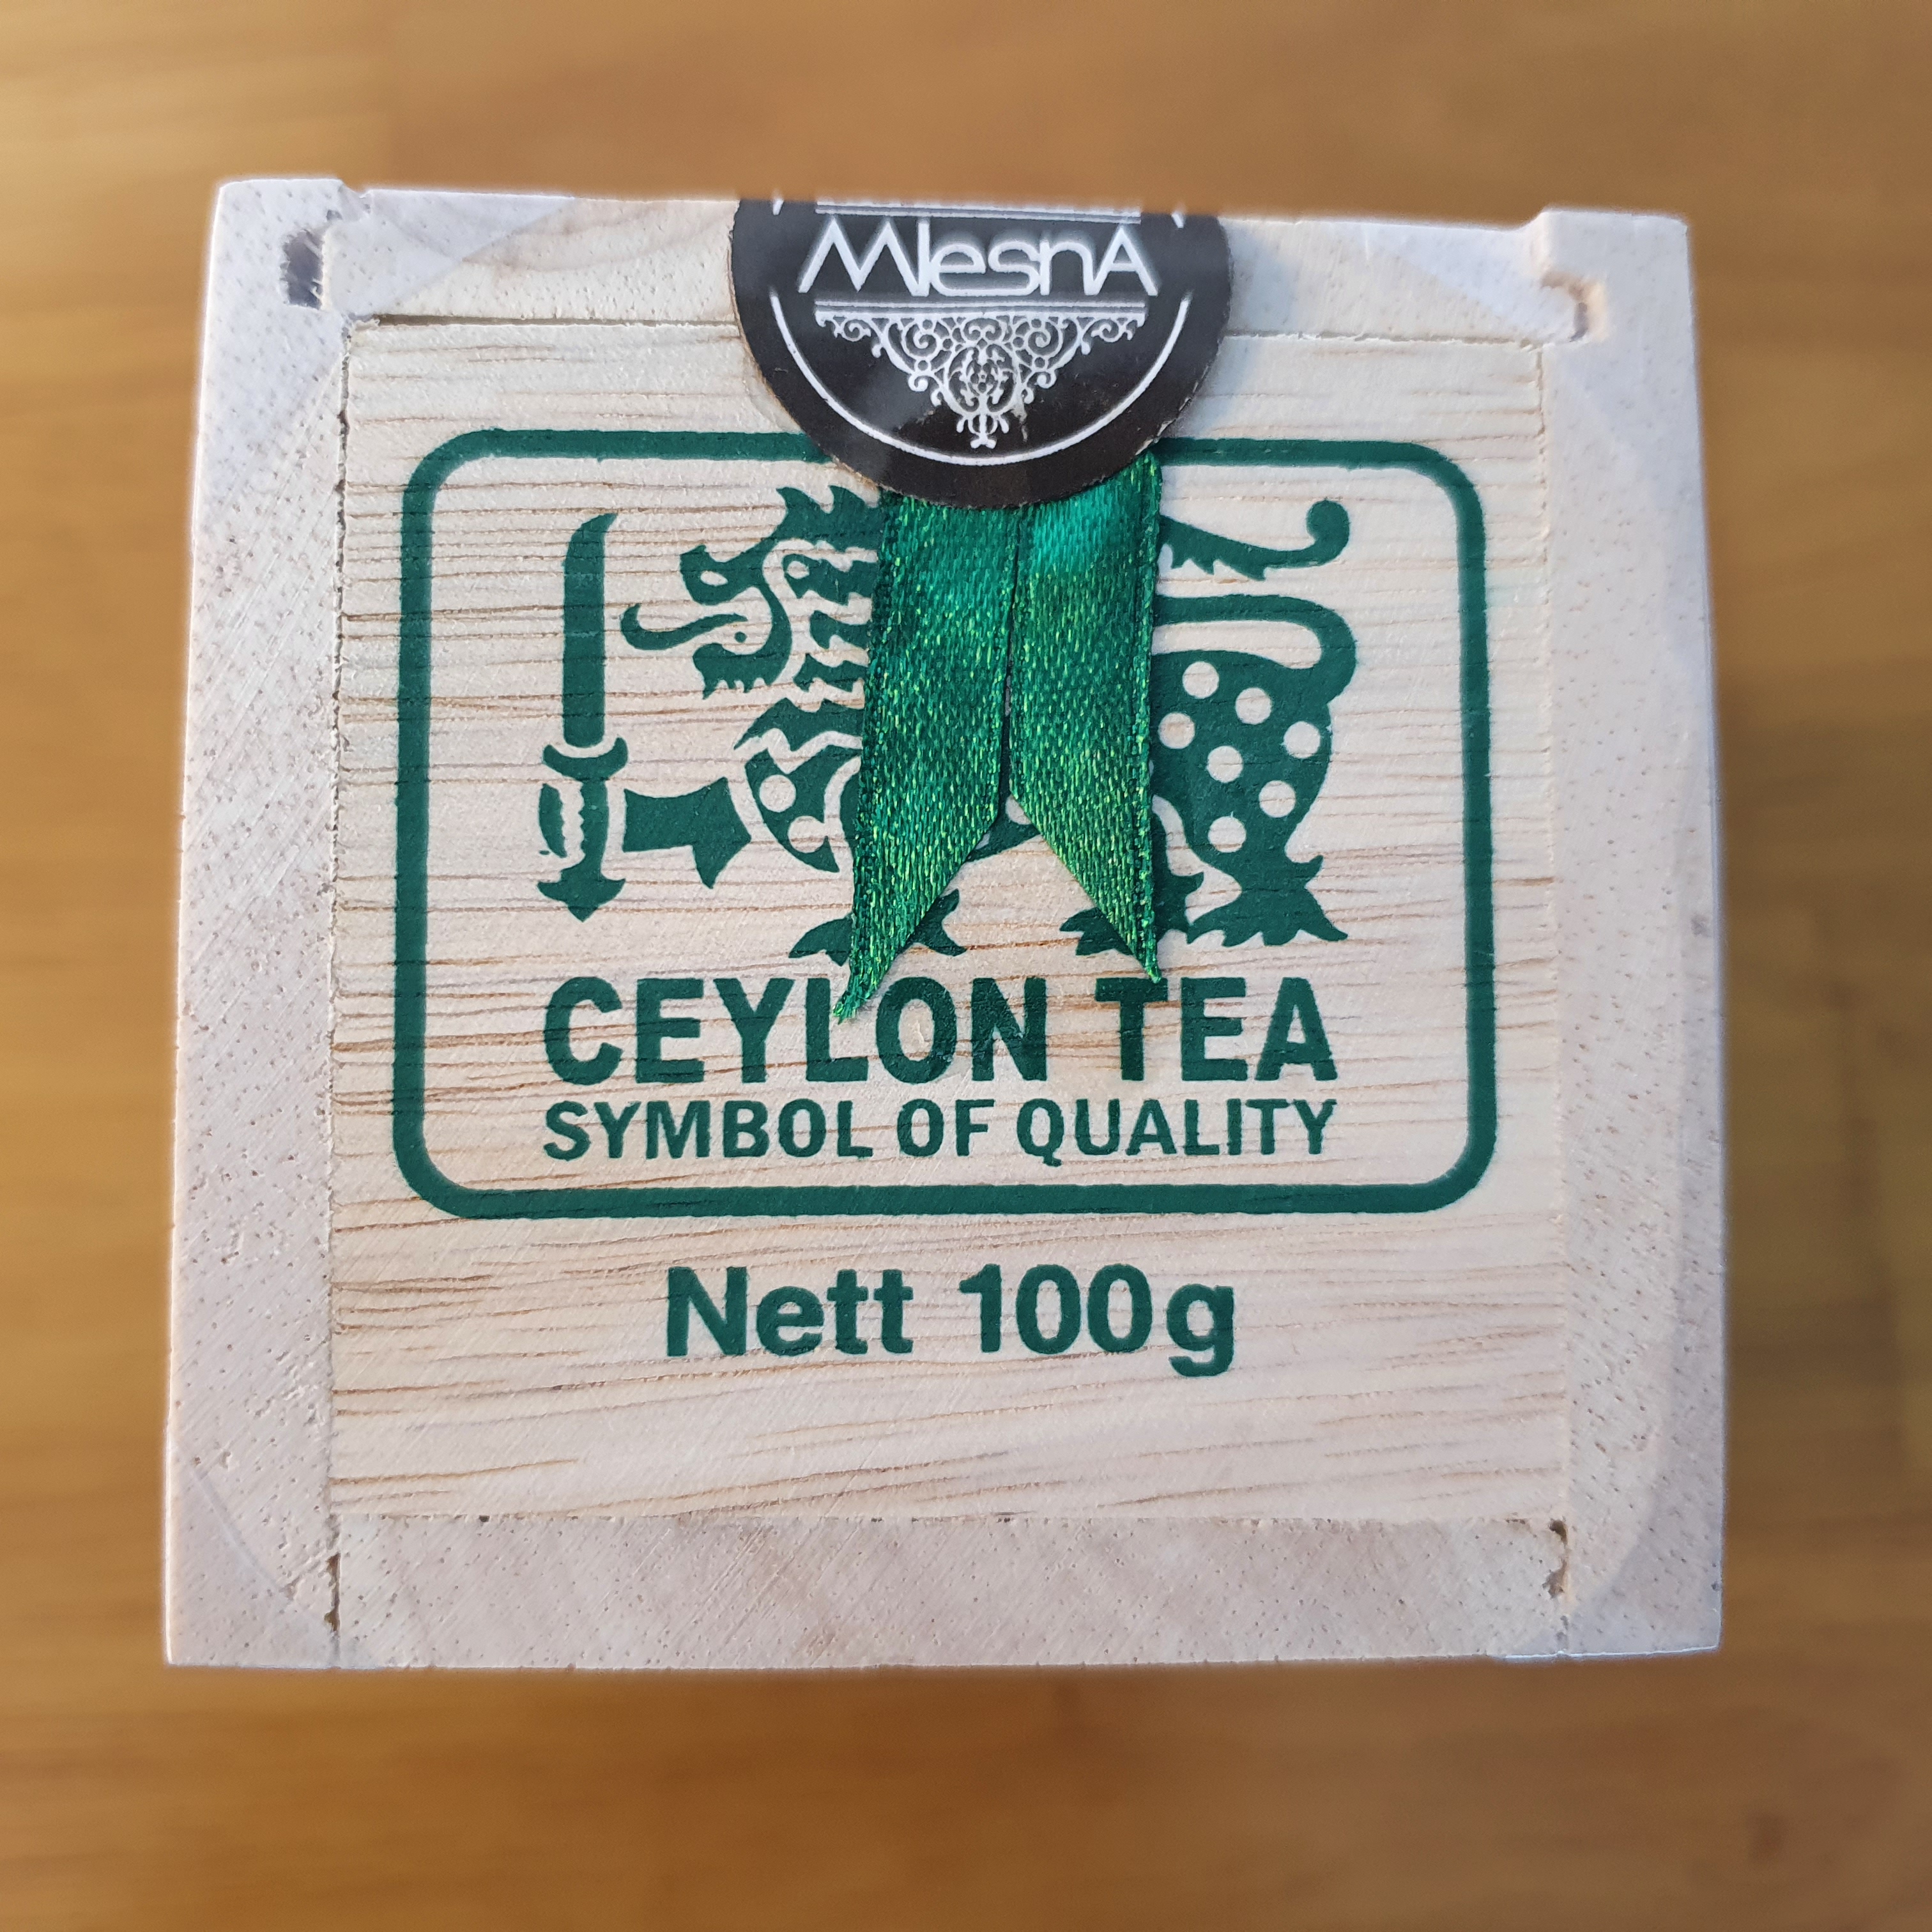 MlesnA
CEYLON TEA
SYMBOL OF QUALITY
Nett 100g